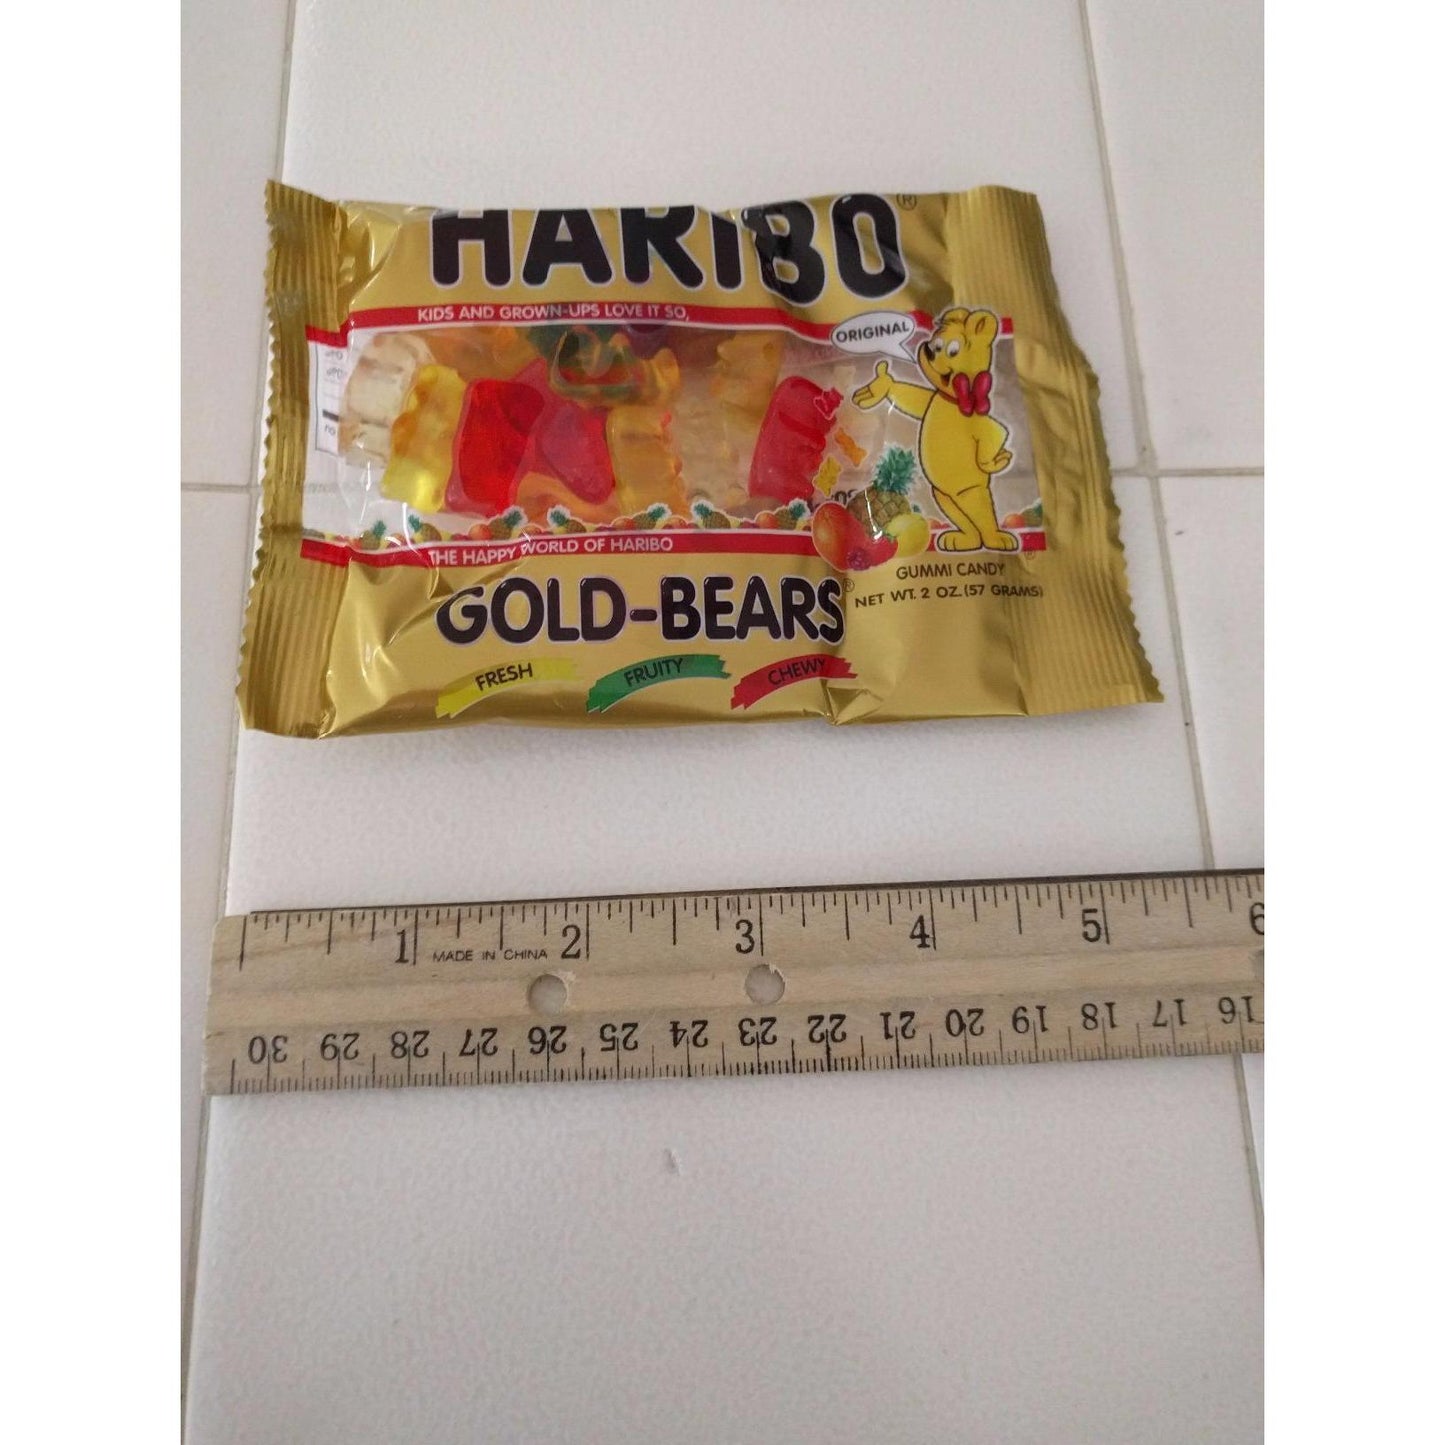 HARIBO®
KIDS AND GROWN-UPS LOVE IT SO,
ORIGINAL
THE HAPPY WORLD OF HARIBO
GOLD-BEARS®
GUMMI CANDY
NET WT. 2 OZ. (57 GRAMS)
FRESH FRUITY CHEWY
1 2 3 4 5 6
MADE IN CHINA
30 29 28 27 26 25 24 23 22 21 20 19 18 17 16